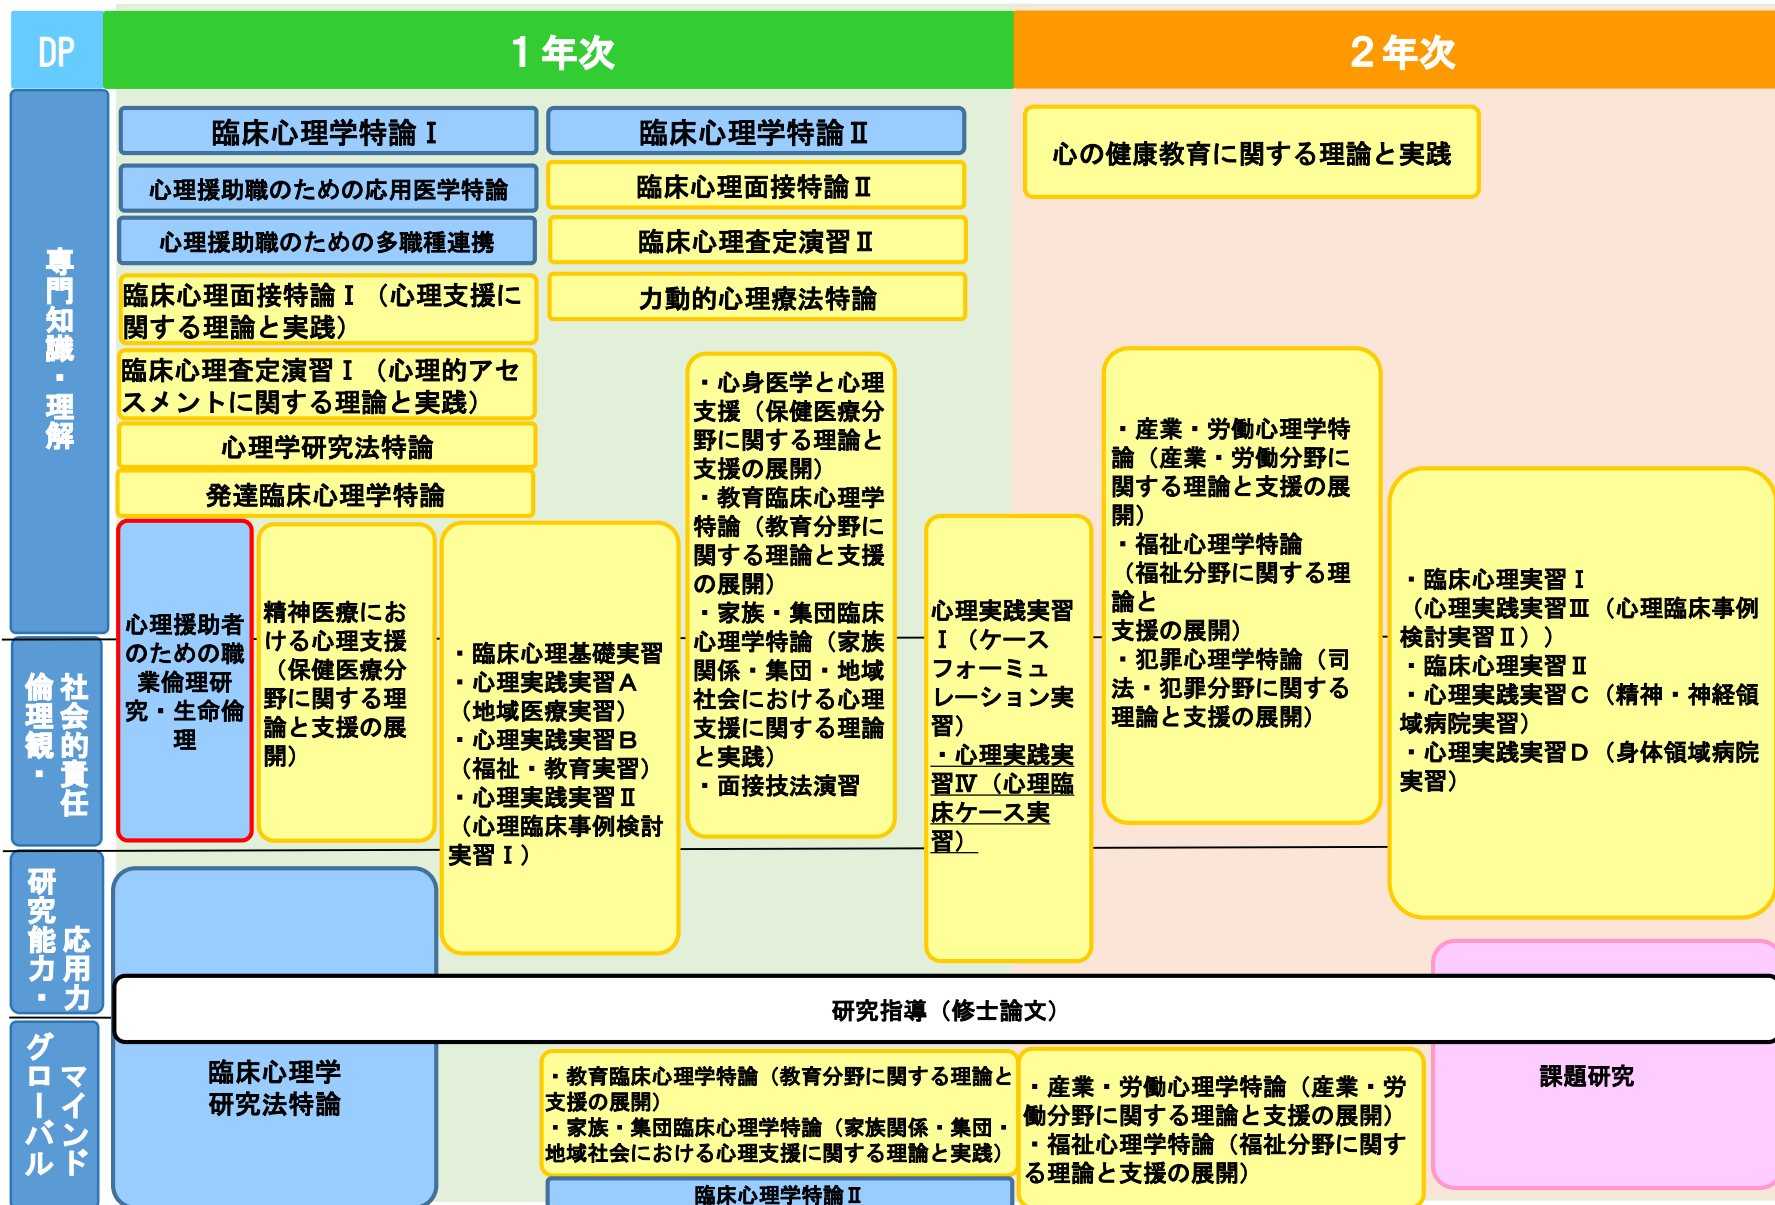 DP
1年次
2年次
専門知識・理解
臨床心理学特論Ⅰ
臨床心理学特論Ⅱ
心の健康教育に関する理論と実践
心理援助職のための応用医学特論
臨床心理面接特論Ⅱ
心理援助職のための多職種連携
臨床心理査定演習Ⅱ
臨床心理面接特論Ⅰ（心理支援に
関する理論と実践）
力動的心理療法特論
臨床心理査定演習Ⅰ（心理的アセ
スメントに関する理論と実践）
心理学研究法特論
発達臨床心理学特論
心理援助者
のための職
業倫理研
究・生命倫
理
精神医療にお
ける心理支援
（保健医療分
野に関する理
論と支援の展
開）
・臨床心理基礎実習
・心理実践実習A
（地域医療実習）
・心理実践実習B
（福祉・教育実習）
・心理実践実習Ⅱ
（心理臨床事例検討
実習Ⅰ）
・心身医学と心理
支援（保健医療分
野に関する理論と
支援の展開）
・教育臨床心理学
特論（教育分野に
関する理論と支援
の展開）
・家族・集団臨床
心理学特論（家族
関係・集団・地域
社会における心理
支援に関する理論
と実践）
・面接技法演習
心理実践実習
Ⅰ（ケース
フォーミュ
レーション実
習）
・心理実践実
習Ⅳ（心理臨
床ケース実
習）
・産業・労働心理学特
論（産業・労働分野に
関する理論と支援の展
開）
・福祉心理学特論
（福祉分野に関する理
論と
支援の展開）
・犯罪心理学特論（司
法・犯罪分野に関する
理論と支援の展開）
・臨床心理実習Ⅰ
（心理実践実習Ⅲ（心理臨床事例
検討実習Ⅱ））
・臨床心理実習Ⅱ
・心理実践実習C（精神・神経領
域病院実習）
・心理実践実習D（身体領域病院
実習）
社会的責任
倫理観・
応用力
研究能力・
研究指導（修士論文）
マインド
グローバル
臨床心理学
研究法特論
・教育臨床心理学特論（教育分野に関する理論と
支援の展開）
・家族・集団臨床心理学特論（家族関係・集団・
地域社会における心理支援に関する理論と実践）
臨床心理学特論Ⅱ
・産業・労働心理学特論（産業・労
働分野に関する理論と支援の展開）
・福祉心理学特論（福祉分野に関す
る理論と支援の展開）
課題研究